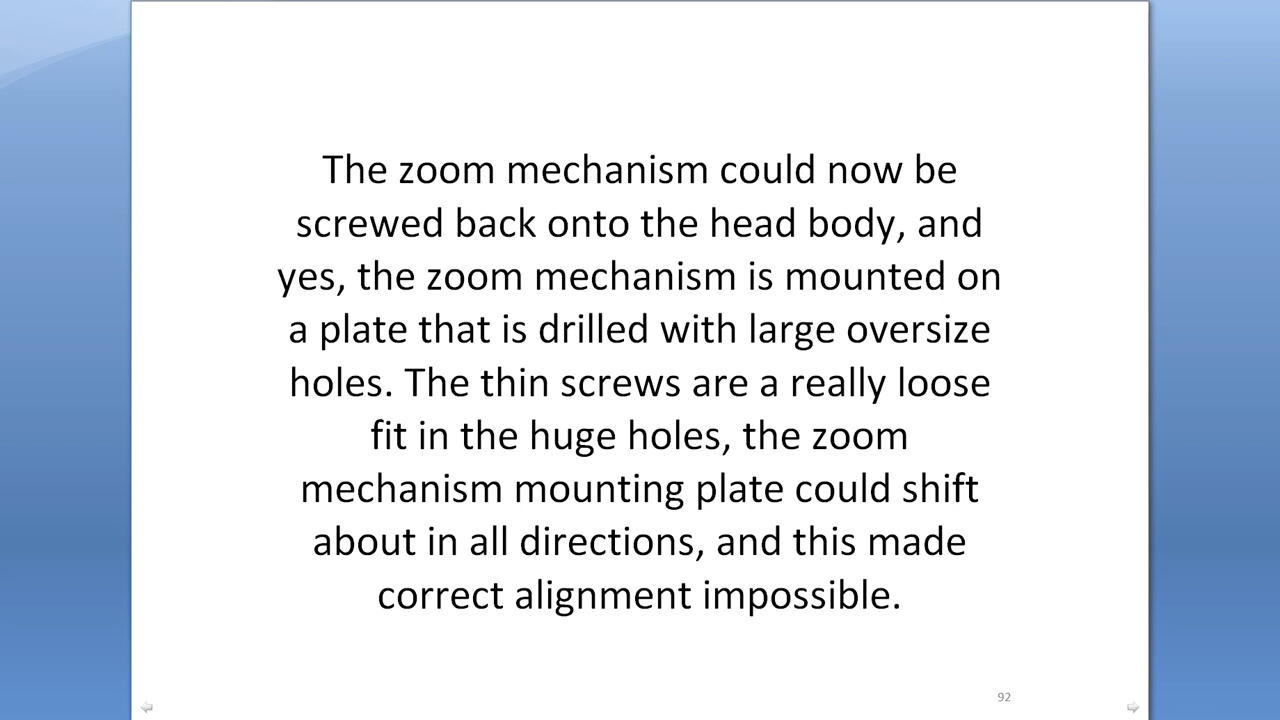 The zoom mechanism could now be
screwed back onto the head body, and
yes, the zoom mechanism is mounted on
a plate that is drilled with large oversize
holes. The thin screws are a really loose
fit in the huge holes, the zoom
mechanism mounting plate could shift
about in all directions, and this made
correct alignment impossible.
92